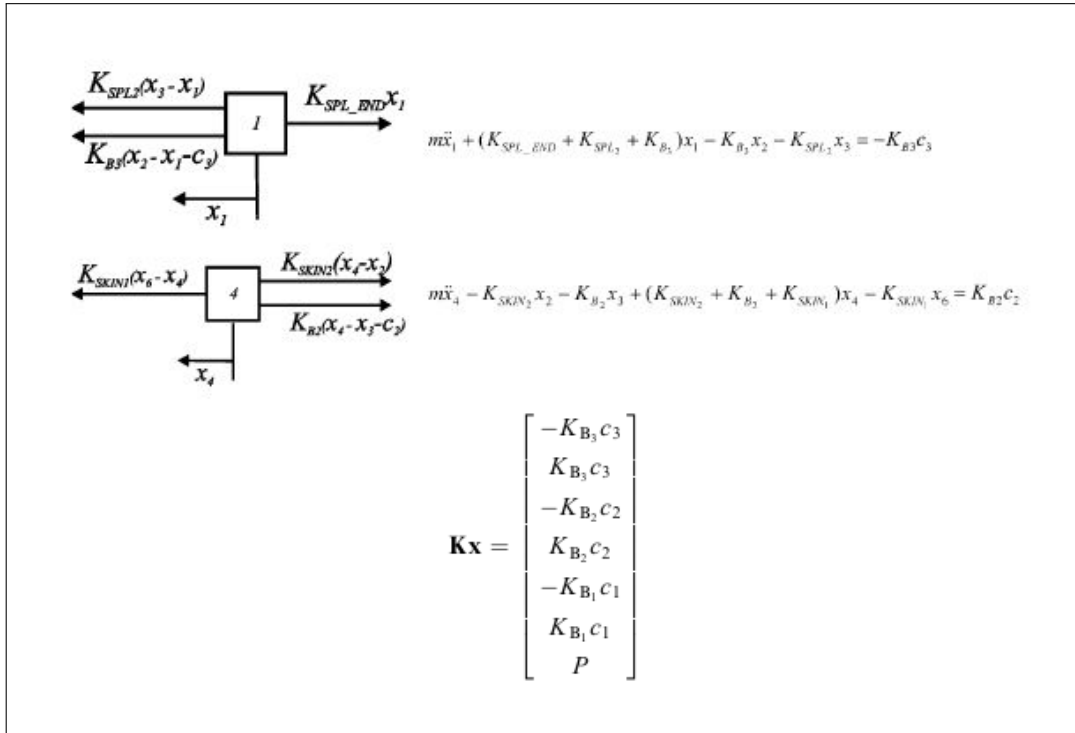 K_SPL2(x_3 - x_1)
K_SPL_END x_1
1
K_B3(x_2 - x_1-c_3)
x_1
mẍ_1 + (K_SPL_END + K_SPL_2 + K_B_3)x_1 − K_B_3 x_2 − K_SPL_2 x_3 = −K_B3 c_3
K_SKIN1(x_6 - x_4)
K_SKIN2(x_4-x_2)
4
K_B2(x_4 - x_3-c_2)
x_4
mẍ_4 − K_SKIN_2 x_2 − K_B_2 x_3 + (K_SKIN_2 + K_B_2 + K_SKIN_1)x_4 − K_SKIN_1 x_6 = K_B2 c_2
−K_B_3 c_3
K_B_3 c_3
−K_B_2 c_2
Kx = K_B_2 c_2
−K_B_1 c_1
K_B_1 c_1
P